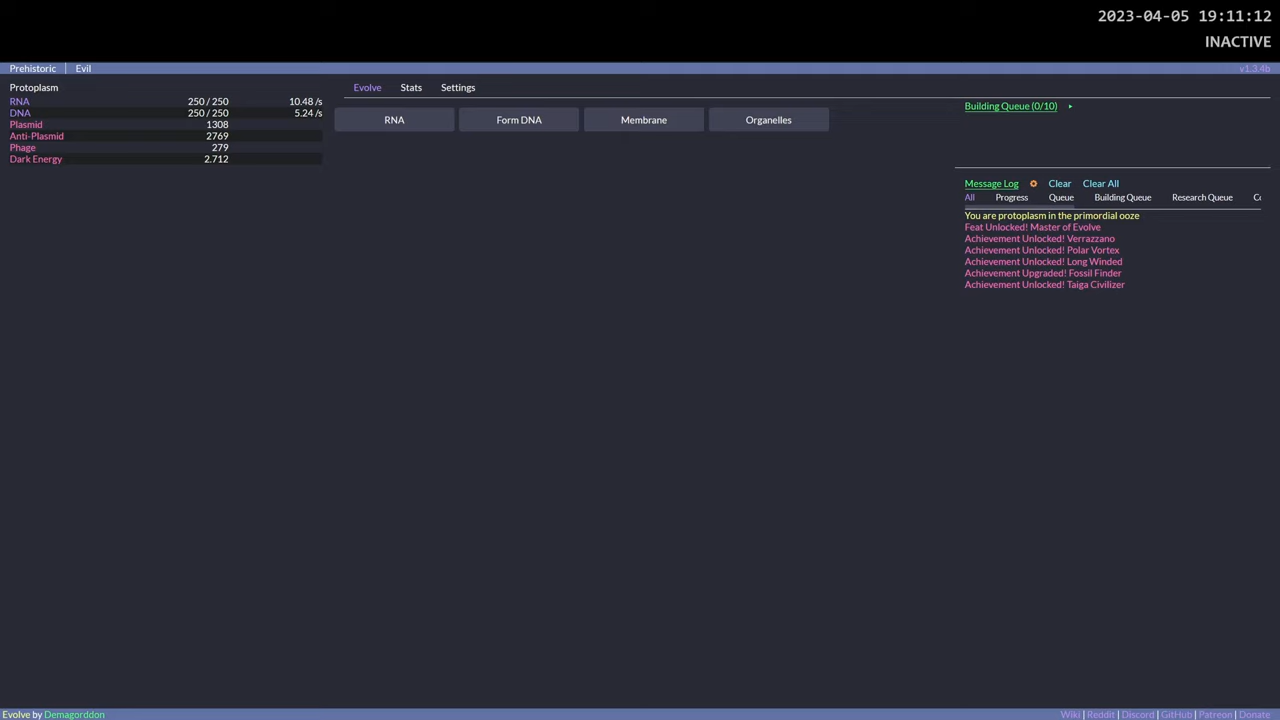 2023-04-05 19:11:12
INACTIVE
Prehistoric | Evil v1.3.4b
Protoplasm
RNA 250 / 250 10.48 /s
DNA 250 / 250 5.24 /s
Plasmid 1308
Anti-Plasmid 2769
Phage 279
Dark Energy 2.712
Evolve Stats Settings
RNA Form DNA Membrane Organelles
Building Queue (0/10)
Message Log Clear Clear All
All Progress Queue Building Queue Research Queue
You are protoplasm in the primordial ooze
Feat Unlocked! Master of Evolve
Achievement Unlocked! Verrazzano
Achievement Unlocked! Polar Vortex
Achievement Unlocked! Long Winded
Achievement Upgraded! Fossil Finder
Achievement Unlocked! Taiga Civilizer
Evolve by Demagorddon Wiki | Reddit | Discord | GitHub | Patreon | Donate